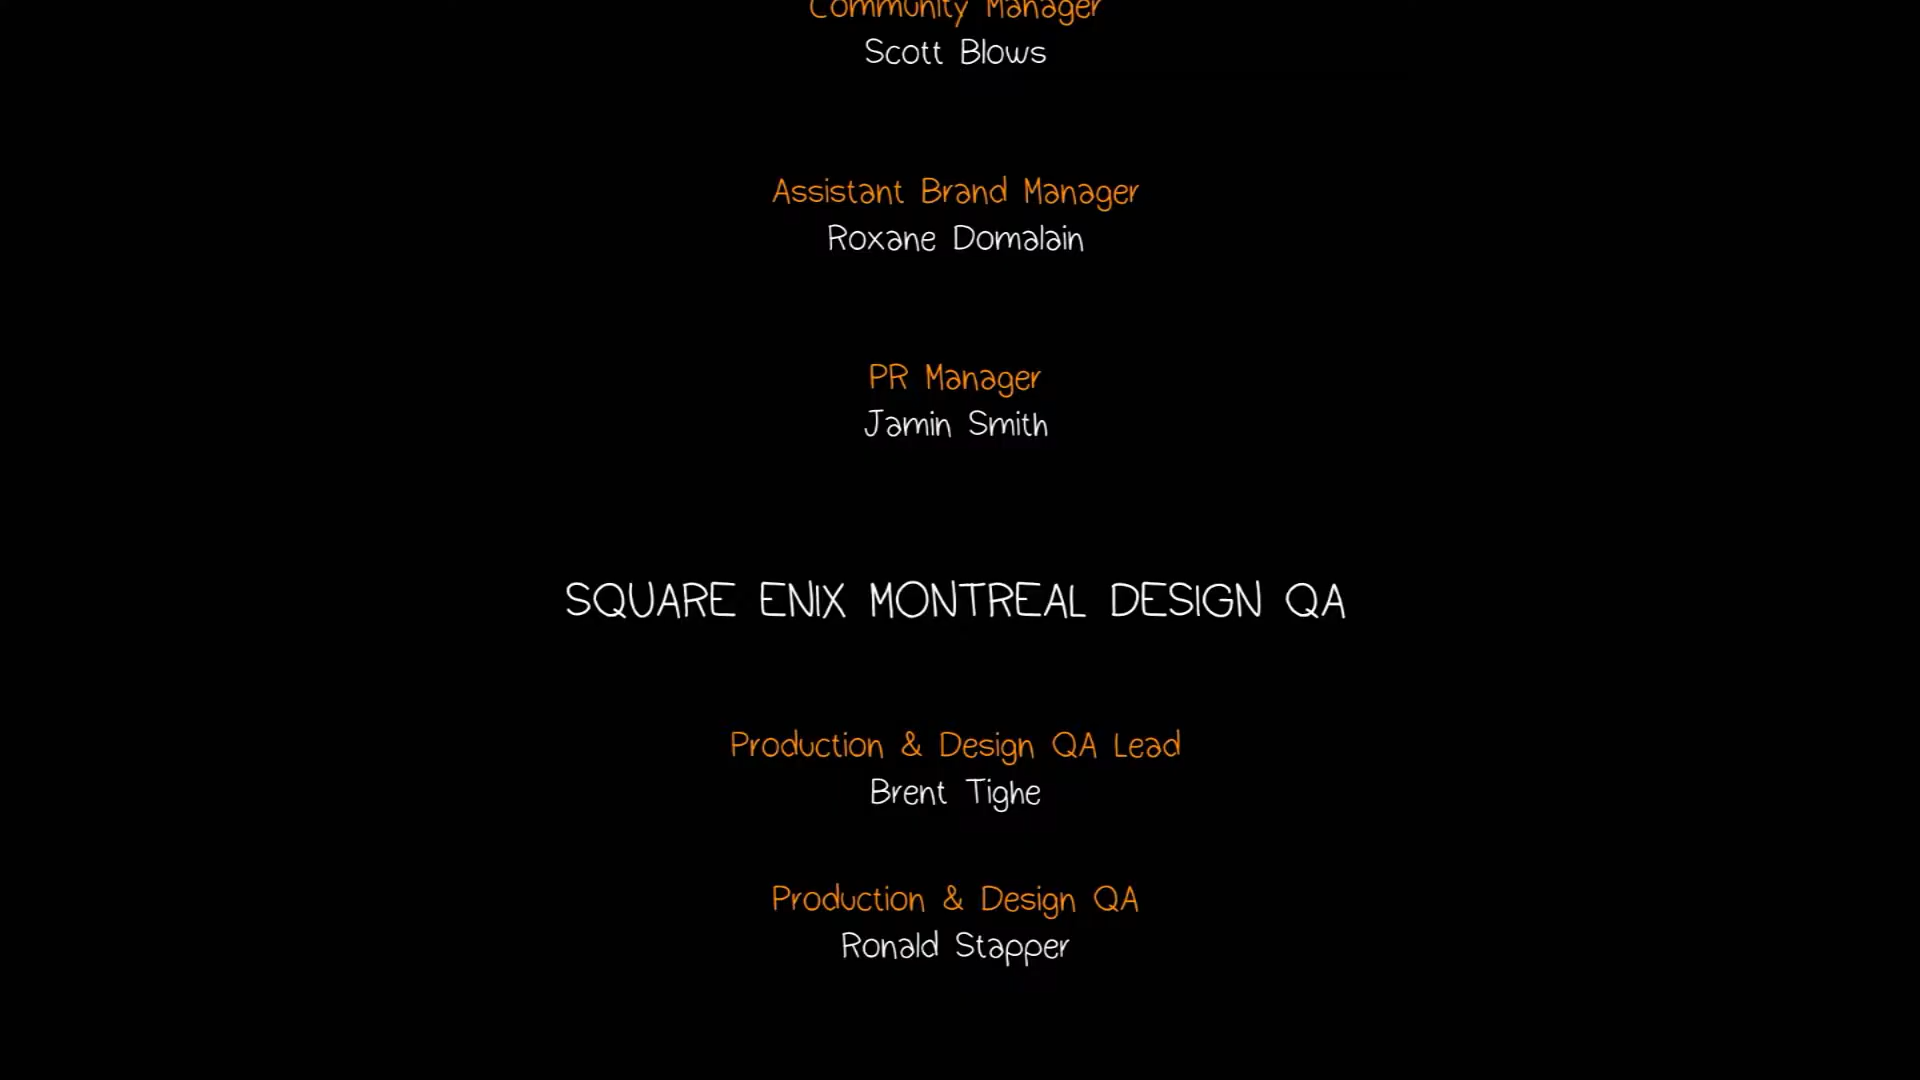 Community Manager
Scott Blows
Assistant Brand Manager
Roxane Domalain
PR Manager
Jamin Smith
SQUARE ENIX MONTREAL DESIGN QA
Production & Design QA Lead
Brent Tighe
Production & Design QA
Ronald Stapper